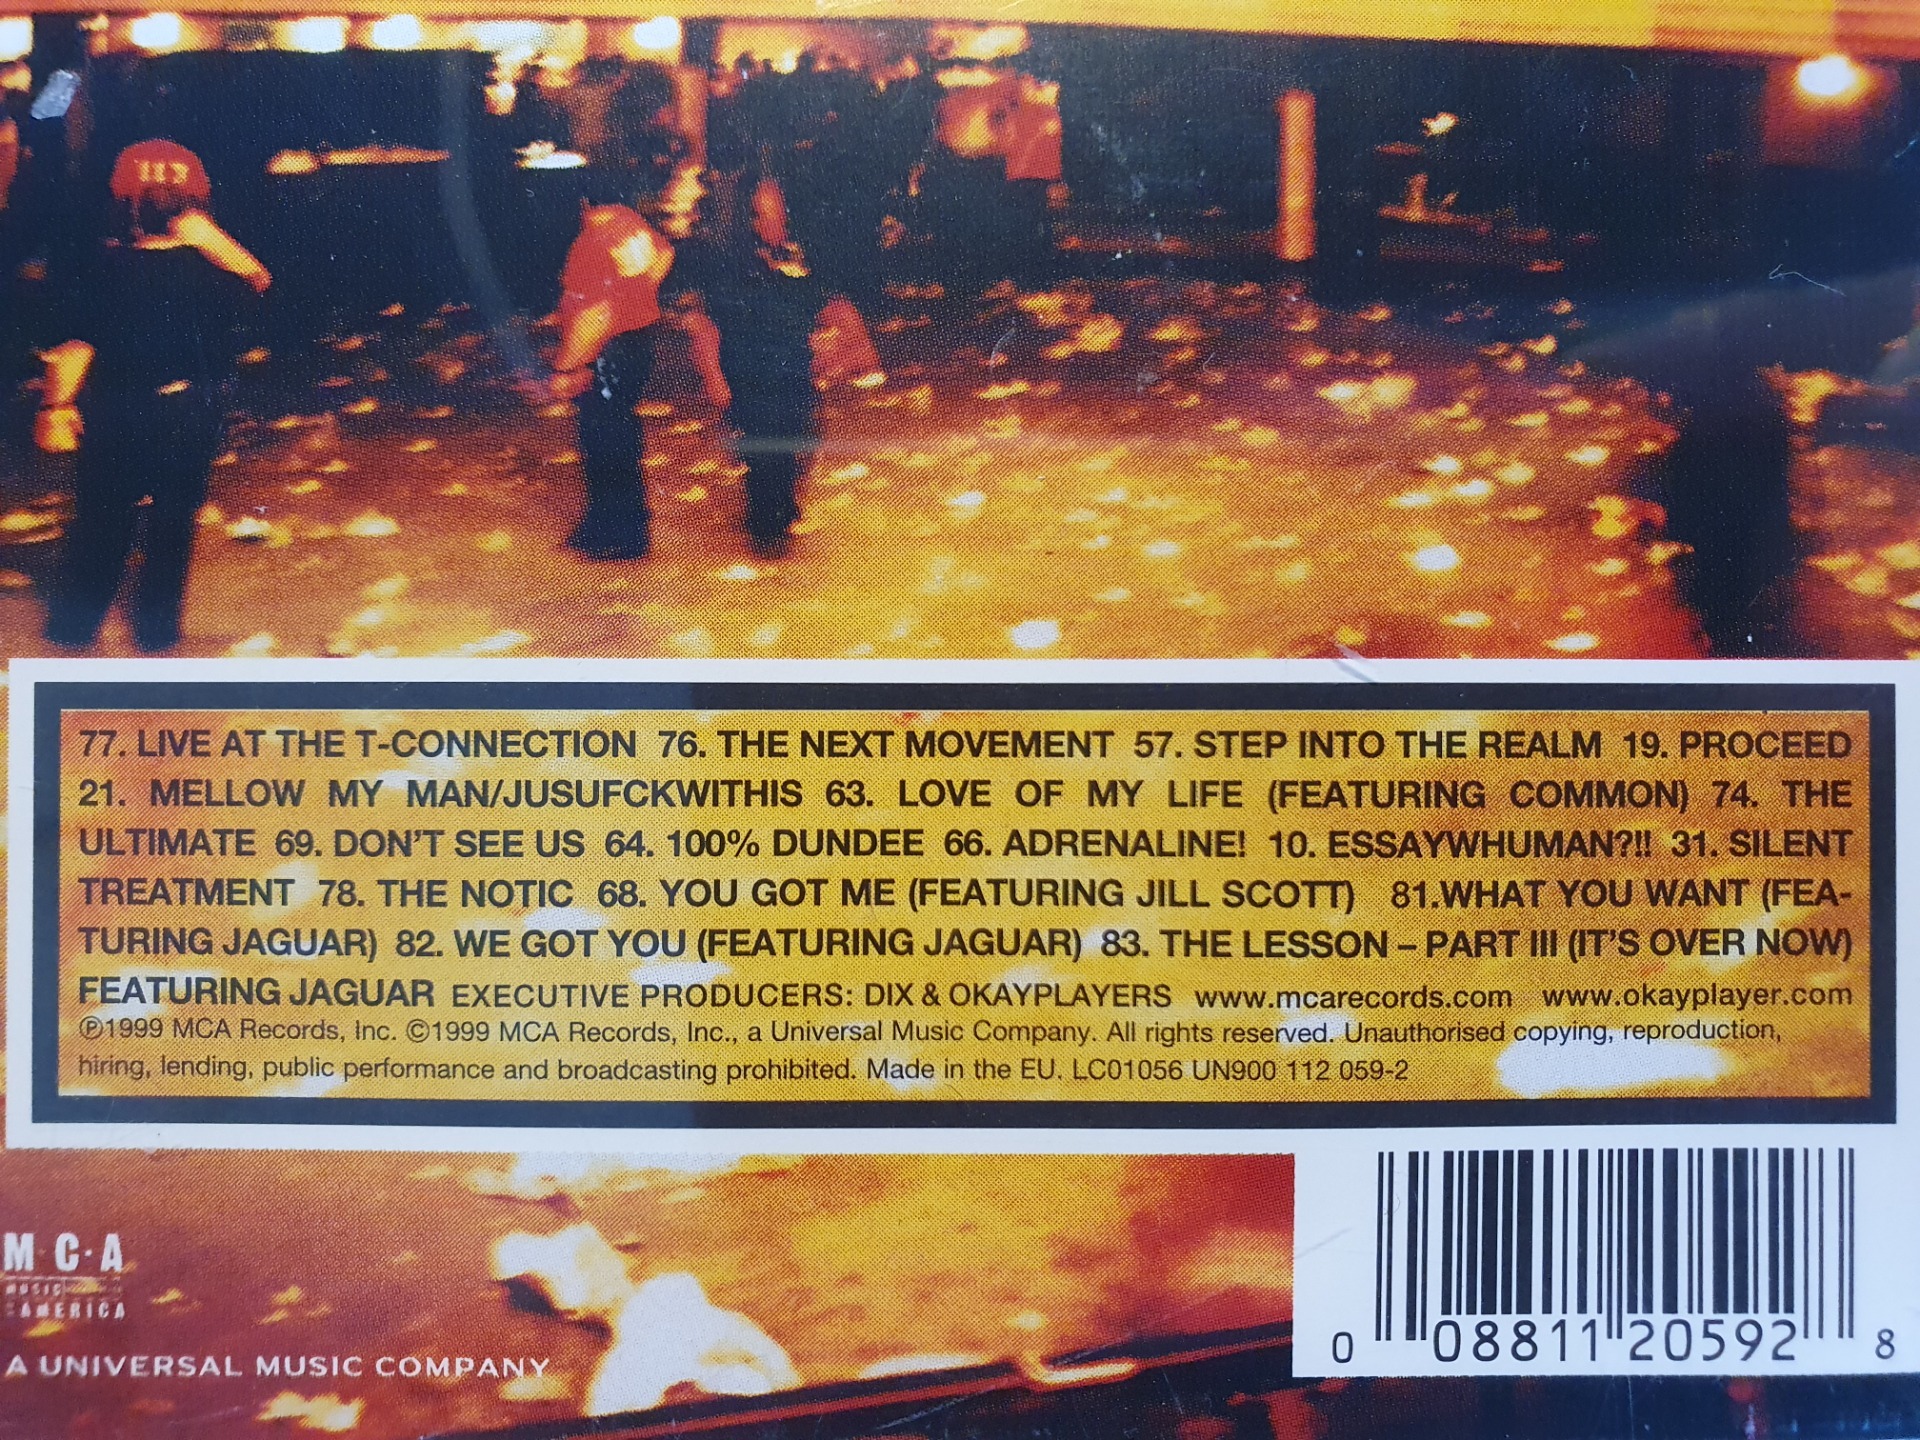 77. LIVE AT THE T-CONNECTION 76. THE NEXT MOVEMENT 57. STEP INTO THE REALM 19. PROCEED
21. MELLOW MY MAN/JUSUFCKWITHIS 63. LOVE OF MY LIFE (FEATURING COMMON) 74. THE
ULTIMATE 69. DON'T SEE US 64. 100% DUNDEE 66. ADRENALINE! 10. ESSAYWHUMAN?!! 31. SILENT
TREATMENT 78. THE NOTIC 68. YOU GOT ME (FEATURING JILL SCOTT) 81.WHAT YOU WANT (FEA-
TURING JAGUAR) 82. WE GOT YOU (FEATURING JAGUAR) 83. THE LESSON – PART III (IT'S OVER NOW)
FEATURING JAGUAR EXECUTIVE PRODUCERS: DIX & OKAYPLAYERS www.mcarecords.com www.okayplayer.com
℗1999 MCA Records, Inc. ©1999 MCA Records, Inc., a Universal Music Company. All rights reserved. Unauthorised copying, reproduction,
hiring, lending, public performance and broadcasting prohibited. Made in the EU. LC01056 UN900 112 059-2
M·C·A
MUSIC
AMERICA
A UNIVERSAL MUSIC COMPANY
0 08811 20592 8